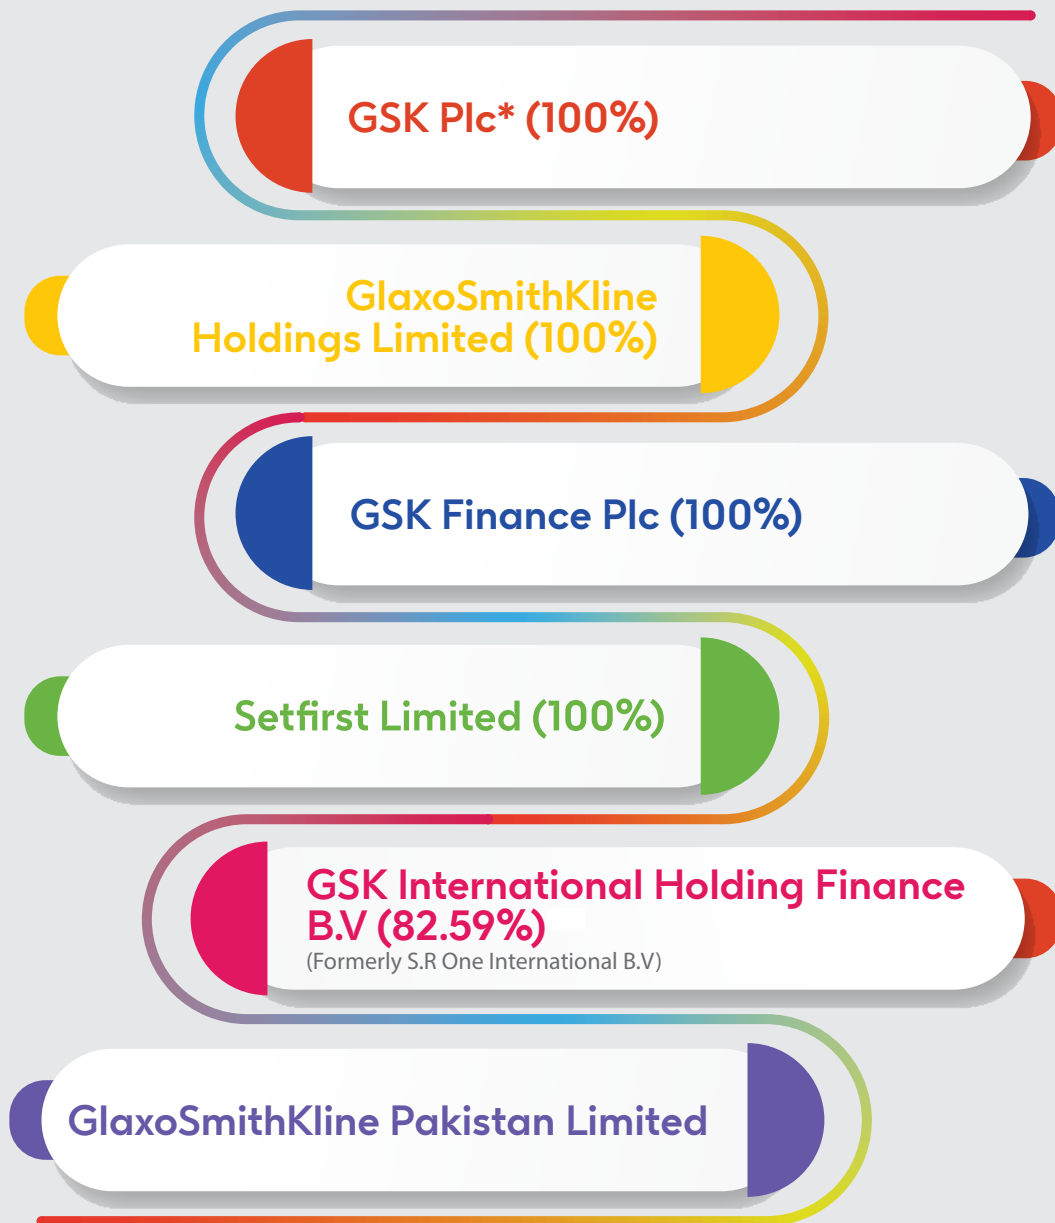 GSK Plc* (100%)
GlaxoSmithKline
Holdings Limited (100%)
GSK Finance Plc (100%)
Setfirst Limited (100%)
GSK International Holding Finance
B.V (82.59%)
(Formerly S.R One International B.V)
GlaxoSmithKline Pakistan Limited